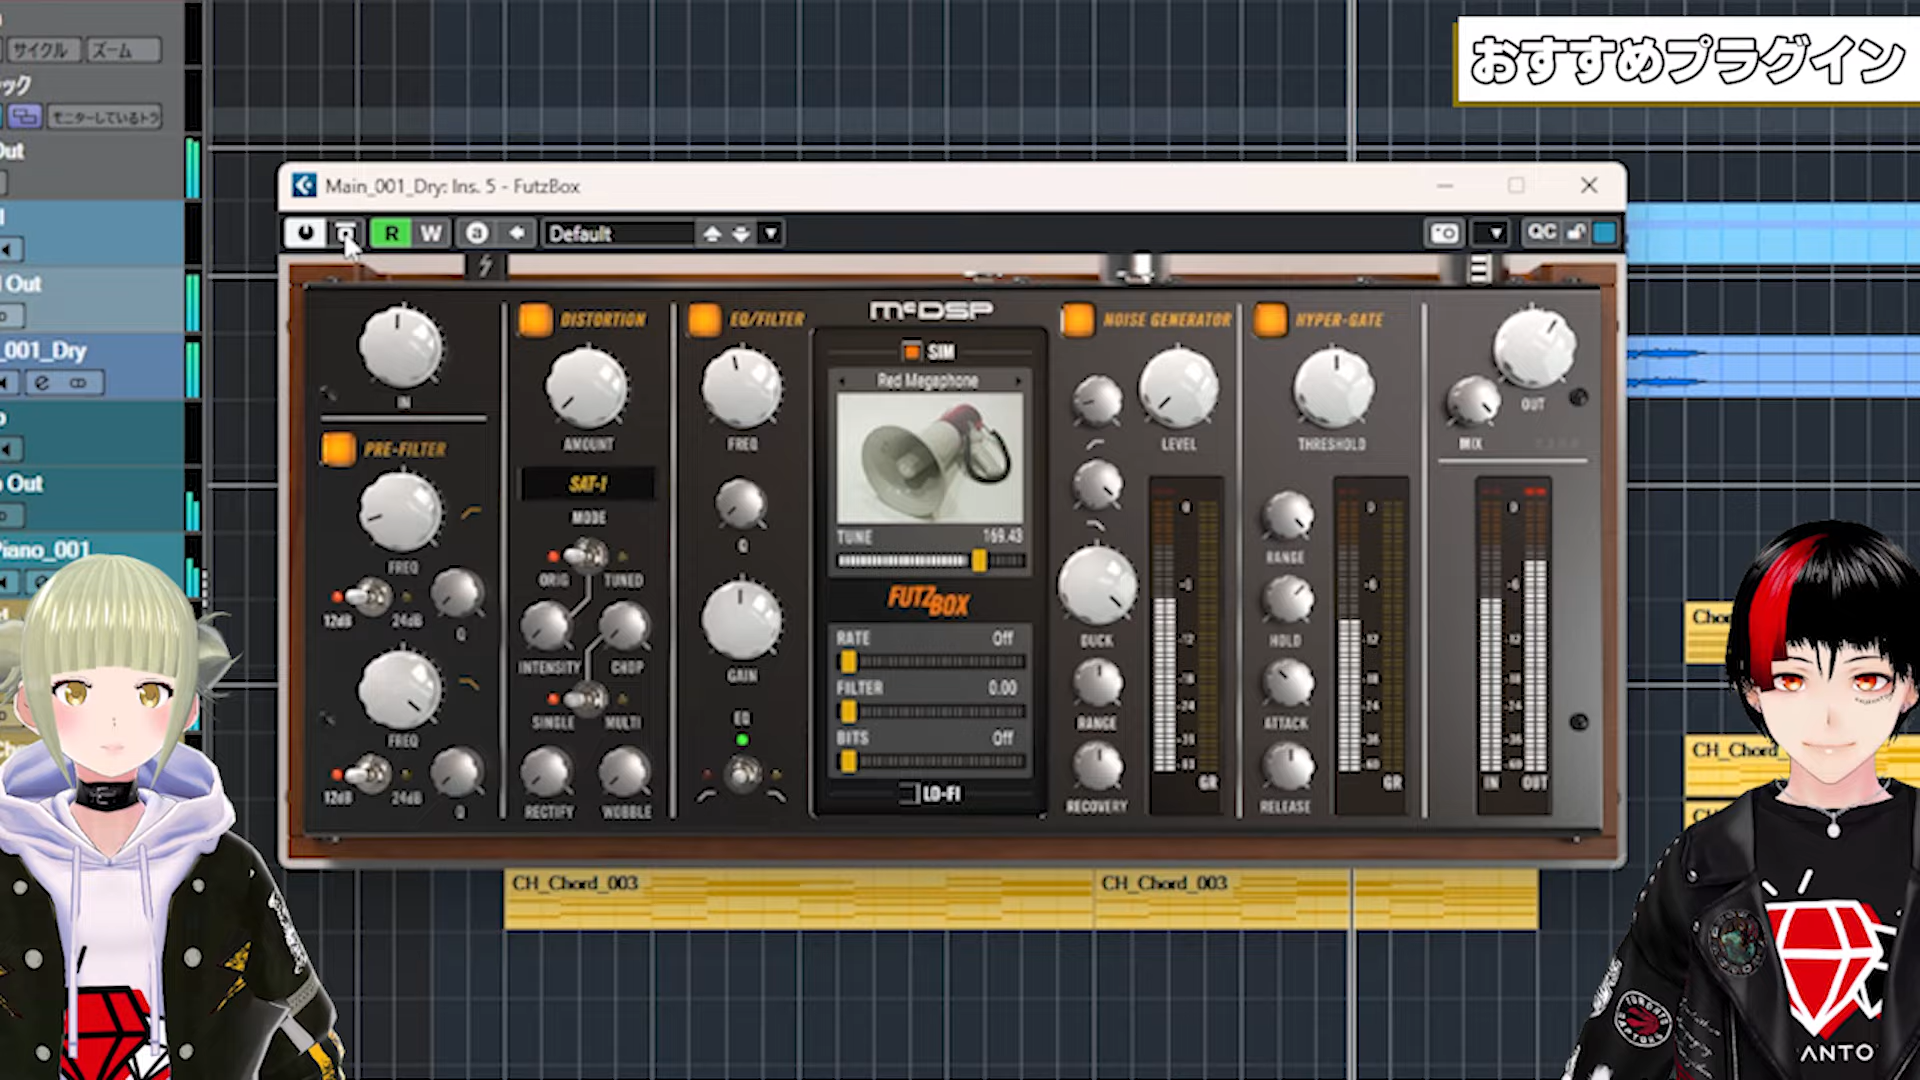 おすすめプラグイン
サイクル ズーム
ック
モニターしているトラ
Out
Out
_001_Dry
Out
Piano_001
Main_001_Dry: Ins. 5 - FutzBox
R W a Default QC
DISTORTION EQ/FILTER McDSP NOISE GENERATOR HYPER-GATE
SIM
Red Megaphone
IN
AMOUNT FREQ LEVEL THRESHOLD MIX OUT
PRE-FILTER
SAT-1
MODE
TUNE 169.43
FREQ ORIG TUNED Q
12dB 24dB Q
FUTZBOX
INTENSITY CHOP GAIN
RATE Off
FILTER 0.00
BITS Off
LO-FI
DUCK RANGE RECOVERY
RANGE HOLD ATTACK RELEASE
GR GR IN OUT
SINGLE MULTI EQ
FREQ
12dB 24dB Q
RECTIFY WOBBLE
CH_Chord_003 CH_Chord_003
CH_Chord
ANTO